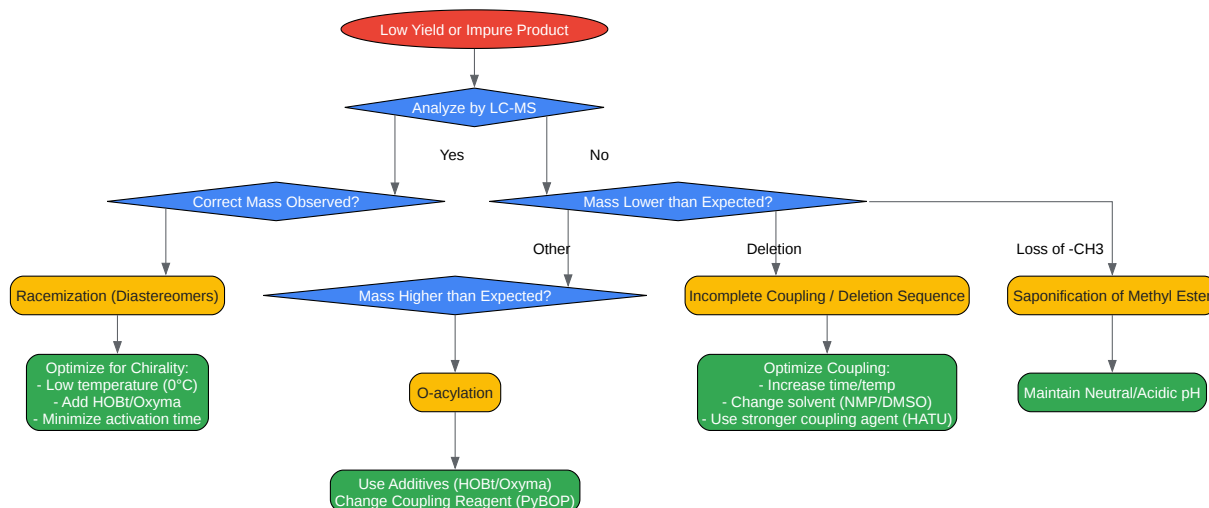 Low Yield or Impure Product
Analyze by LC-MS
Yes
No
Correct Mass Observed?
Mass Lower than Expected?
Other
Deletion
Loss of -CH3
Racemization (Diastereomers)
Mass Higher than Expected?
Incomplete Coupling / Deletion Sequence
Saponification of Methyl Ester
Optimize for Chirality:
- Low temperature (0°C)
- Add HOBt/Oxyma
- Minimize activation time
O-acylation
Optimize Coupling:
- Increase time/temp
- Change solvent (NMP/DMSO)
- Use stronger coupling agent (HATU)
Maintain Neutral/Acidic pH
Use Additives (HOBt/Oxyma)
Change Coupling Reagent (PyBOP)